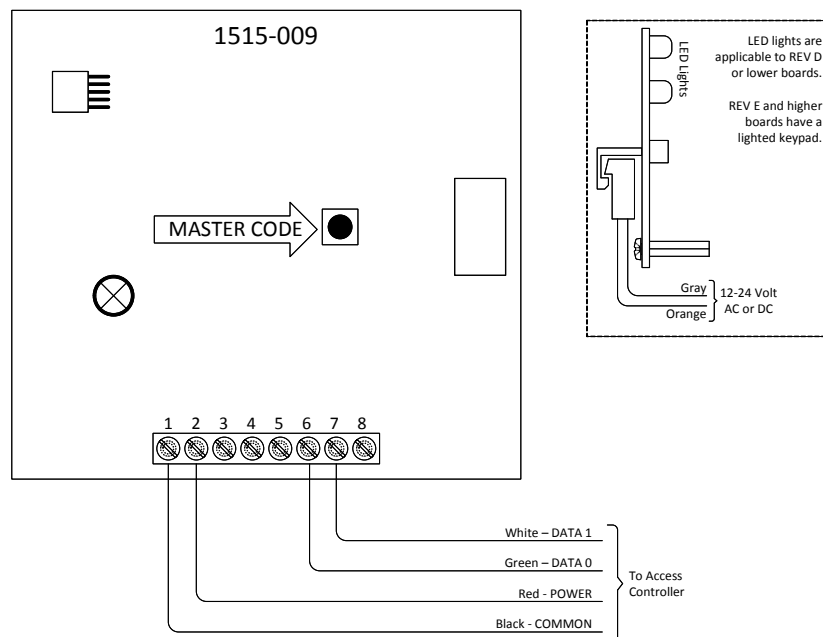 1515-009
MASTER CODE
1 2 3 4 5 6 7 8
White – DATA 1
Green – DATA 0
Red - POWER
Black - COMMON
To Access
Controller
LED Lights
LED lights are
applicable to REV D
or lower boards.
REV E and higher
boards have a
lighted keypad.
Gray
Orange
12-24 Volt
AC or DC